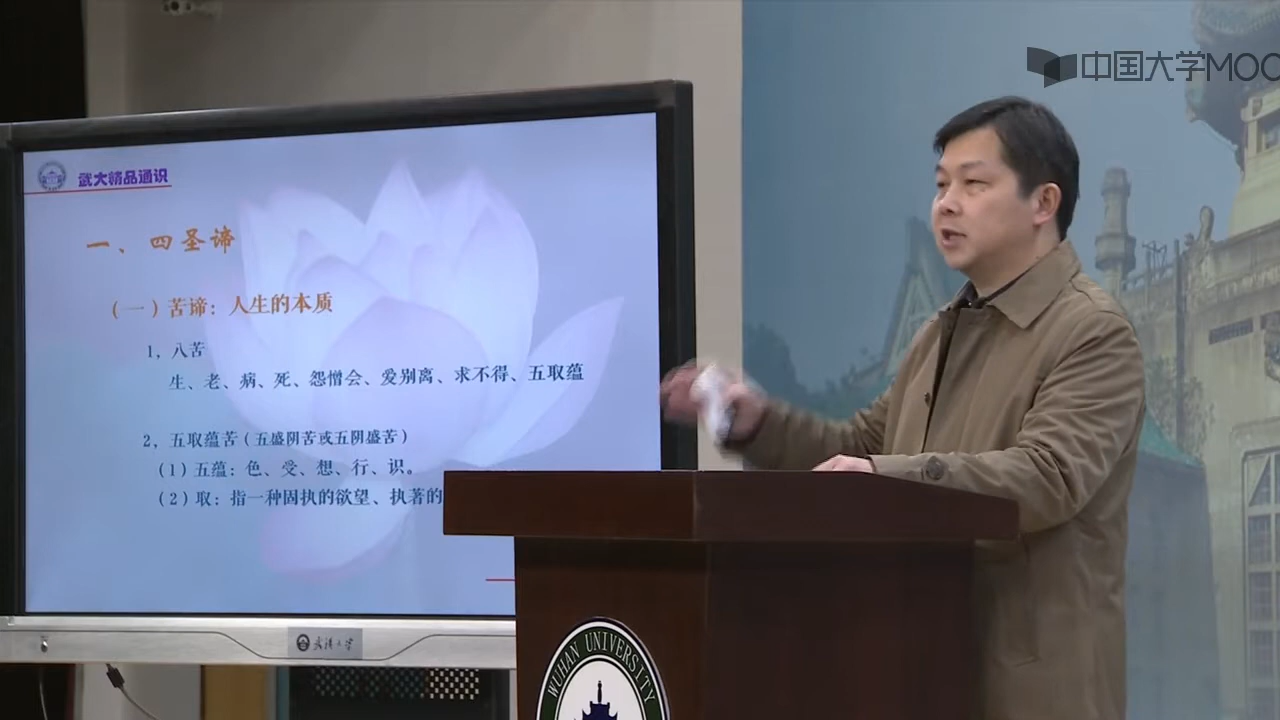 中国大学MOO
武大精品通识
一、四圣谛
（一）苦谛：人生的本质
1，八苦
生、老、病、死、怨憎会、爱别离、求不得、五取蕴
2，五取蕴苦（五盛阴苦或五阴盛苦）
（1）五蕴：色、受、想、行、识。
（2）取：指一种固执的欲望、执著的
武汉大学
WUHAN UNIVERSITY